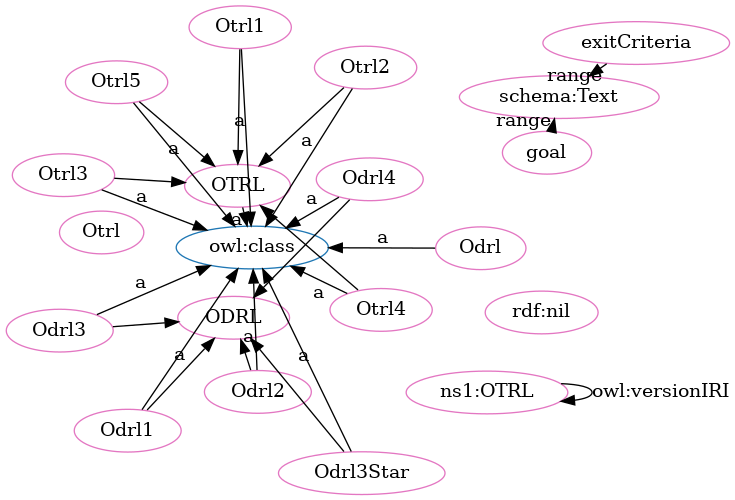 Otrl1
exitCriteria
Otrl5
Otrl2
range
schema:Text
a
range
a
a
goal
Otrl3
OTRL
Odrl4
a
a
a
Otrl
owl:class
a
Odrl
a
a
Odrl3
ODRL
Otrl4
rdf:nil
a
a
a
Odrl2
ns1:OTRL
owl:versionIRI
Odrl1
Odrl3Star